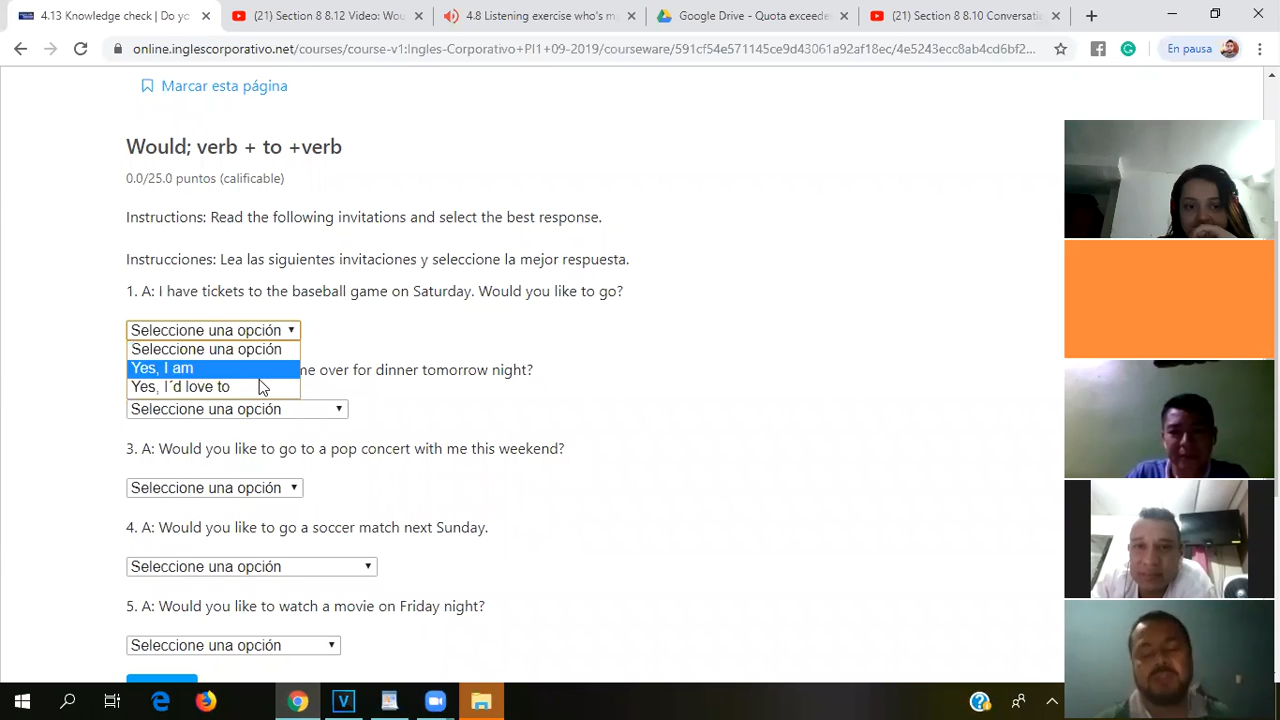 4.13 Knowledge check | Do yo
(21) Section 8 8.12 Video: Wou
4.8 Listening exercise who's m
Google Drive - Quota exceede
(21) Section 8 8.10 Conversati
online.inglescorporativo.net/courses/course-v1:Ingles-Corporativo+PI1+09-2019/courseware/591cf54e571145ce9d43061a92af18ec/4e5243ecc8ab4cd6bf2...
En pausa
Marcar esta página
Would; verb + to +verb
0.0/25.0 puntos (calificable)
Instructions: Read the following invitations and select the best response.
Instrucciones: Lea las siguientes invitaciones y seleccione la mejor respuesta.
1. A: I have tickets to the baseball game on Saturday. Would you like to go?
Seleccione una opción
Seleccione una opción
Yes, I am
me over for dinner tomorrow night?
Yes, I´d love to
Seleccione una opción
3. A: Would you like to go to a pop concert with me this weekend?
Seleccione una opción
4. A: Would you like to go a soccer match next Sunday.
Seleccione una opción
5. A: Would you like to watch a movie on Friday night?
Seleccione una opción